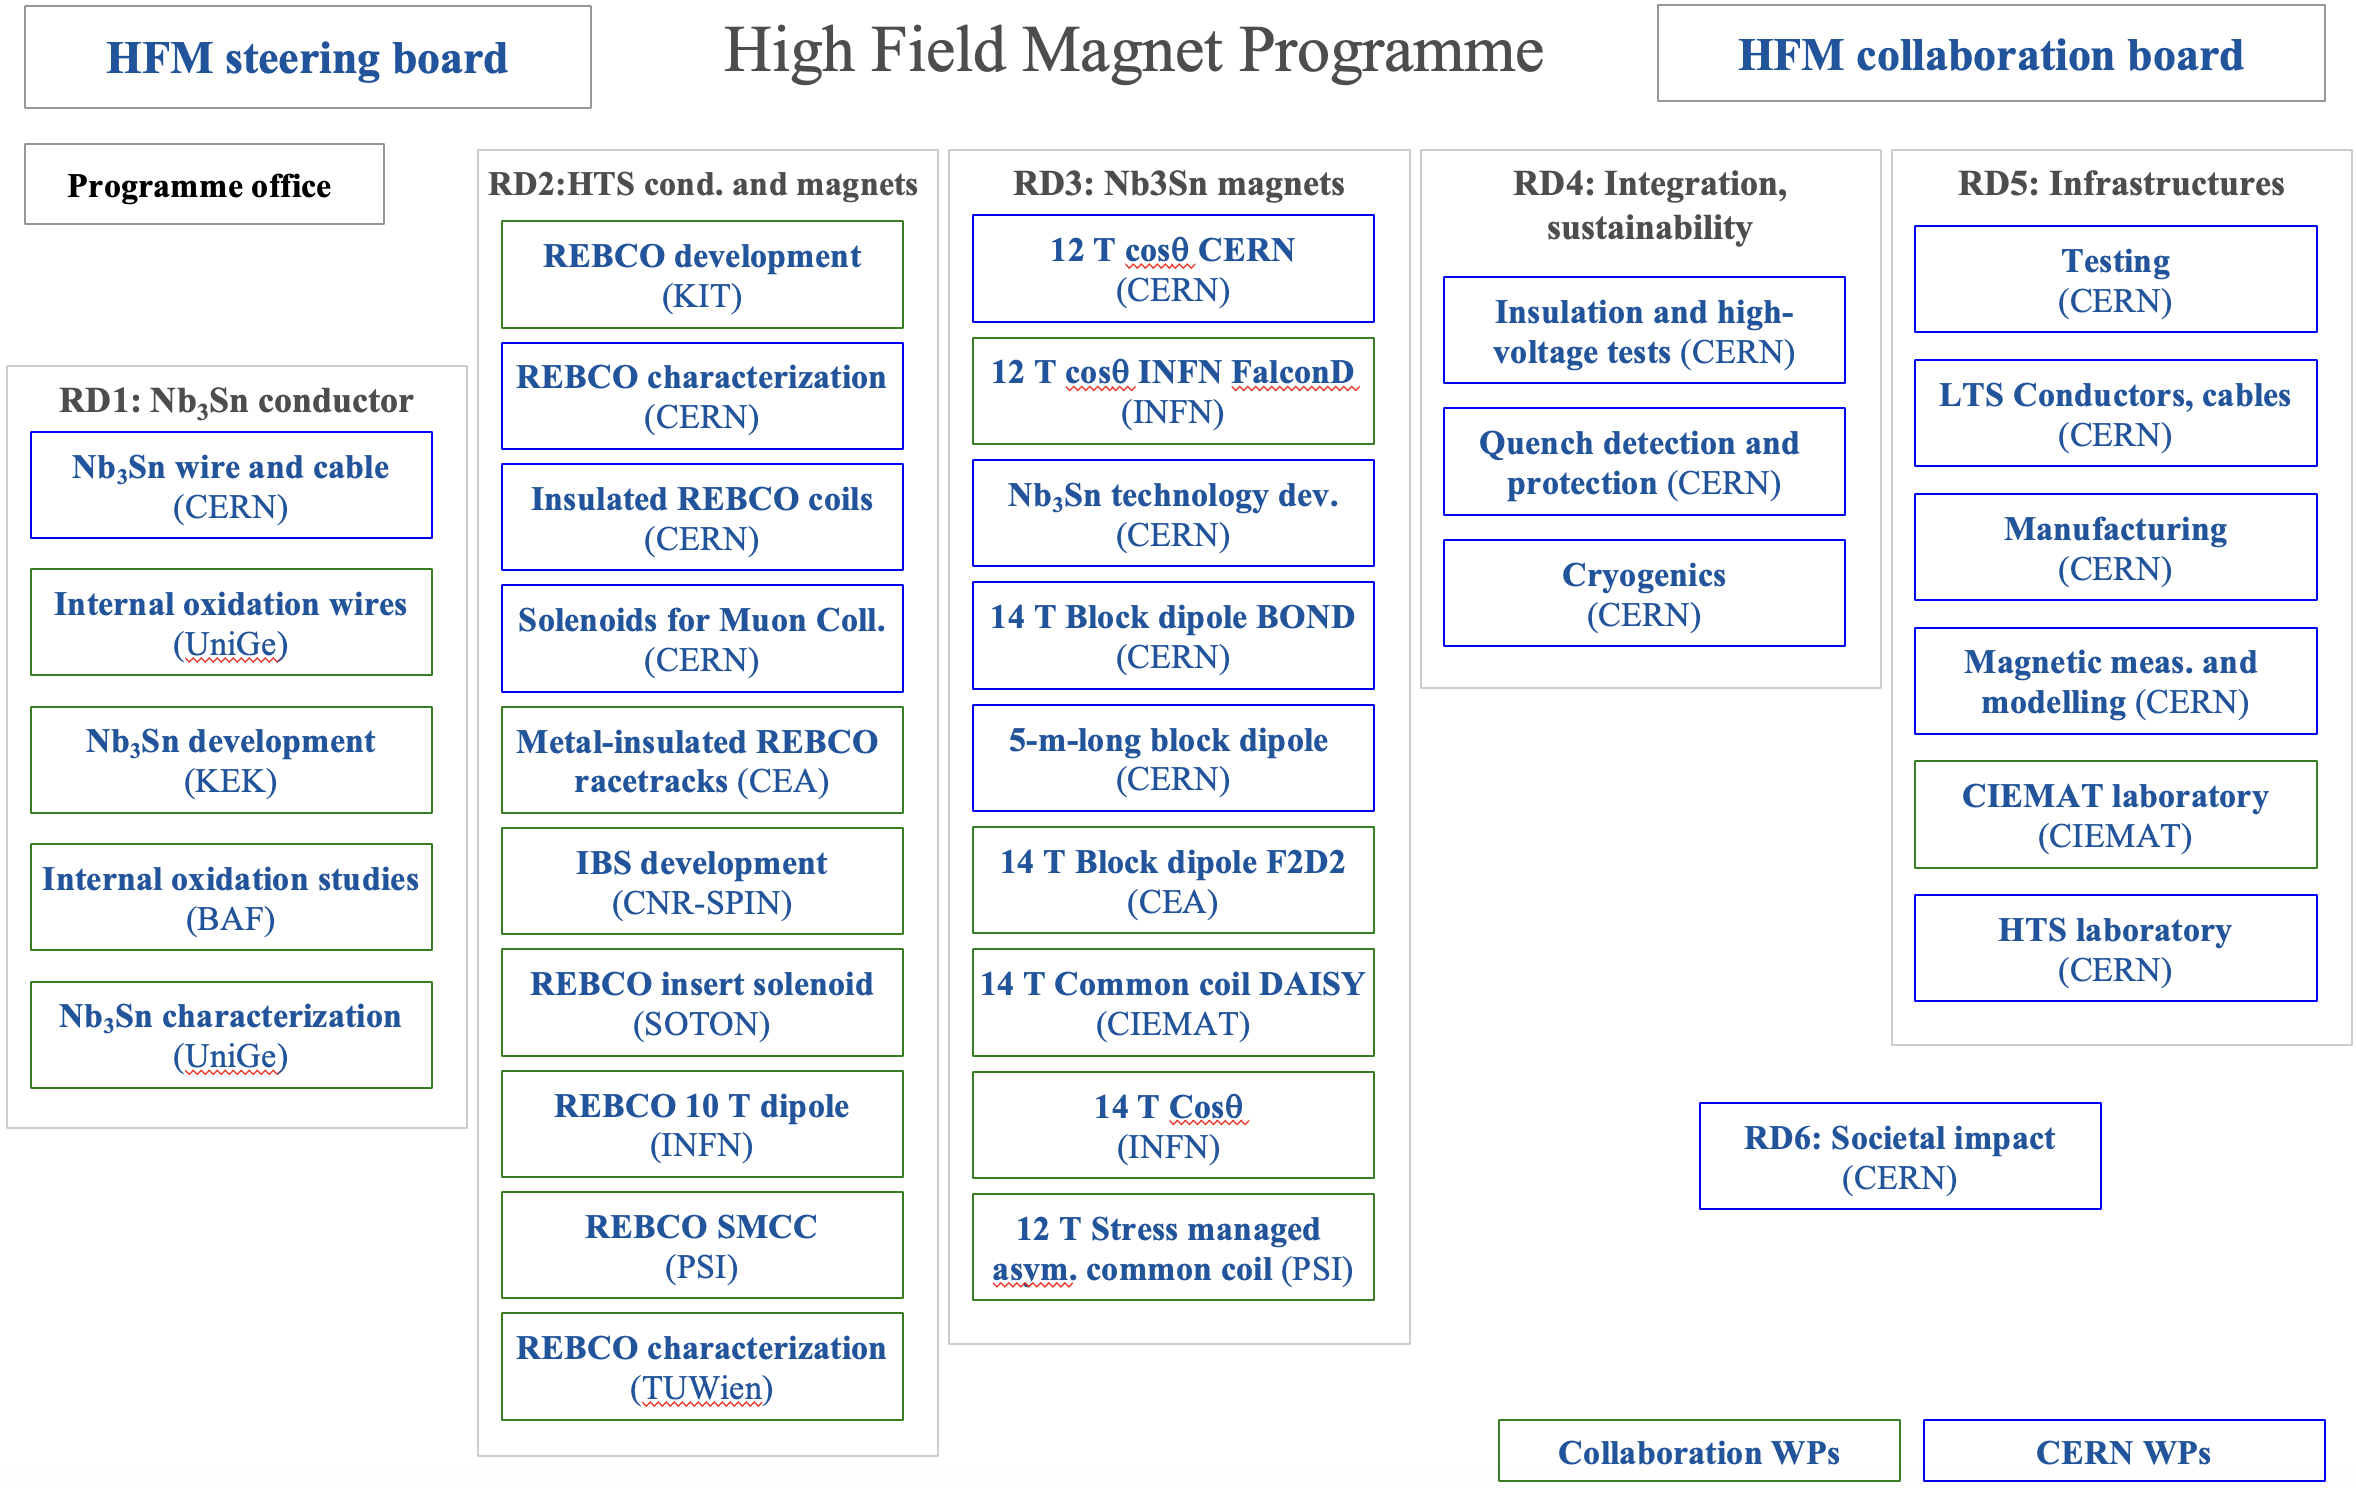 HFM steering board
High Field Magnet Programme
HFM collaboration board
Programme office
RD1: Nb₃Sn conductor
Nb₃Sn wire and cable
(CERN)
Internal oxidation wires
(UniGe)
Nb₃Sn development
(KEK)
Internal oxidation studies
(BAF)
Nb₃Sn characterization
(UniGe)
RD2:HTS cond. and magnets
REBCO development
(KIT)
REBCO characterization
(CERN)
Insulated REBCO coils
(CERN)
Solenoids for Muon Coll.
(CERN)
Metal-insulated REBCO
racetracks (CEA)
IBS development
(CNR-SPIN)
REBCO insert solenoid
(SOTON)
REBCO 10 T dipole
(INFN)
REBCO SMCC
(PSI)
REBCO characterization
(TUWien)
RD3: Nb3Sn magnets
12 T cosθ CERN
(CERN)
12 T cosθ INFN FalconD
(INFN)
Nb₃Sn technology dev.
(CERN)
14 T Block dipole BOND
(CERN)
5-m-long block dipole
(CERN)
14 T Block dipole F2D2
(CEA)
14 T Common coil DAISY
(CIEMAT)
14 T Cosθ
(INFN)
12 T Stress managed
asym. common coil (PSI)
RD4: Integration,
sustainability
Insulation and high-
voltage tests (CERN)
Quench detection and
protection (CERN)
Cryogenics
(CERN)
RD5: Infrastructures
Testing
(CERN)
LTS Conductors, cables
(CERN)
Manufacturing
(CERN)
Magnetic meas. and
modelling (CERN)
CIEMAT laboratory
(CIEMAT)
HTS laboratory
(CERN)
RD6: Societal impact
(CERN)
Collaboration WPs
CERN WPs